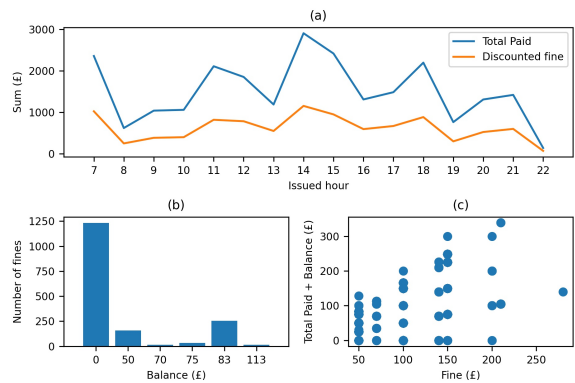 (a)
3000
2000
1000
0
Sum (£)
Total Paid
Discounted fine
7 8 9 10 11 12 13 14 15 16 17 18 19 20 21 22
Issued hour
(b)
1250
1000
750
500
250
0
Number of fines
0 50 70 75 83 113
Balance (£)
(c)
300
200
100
0
Total Paid + Balance (£)
50 100 150 200 250
Fine (£)